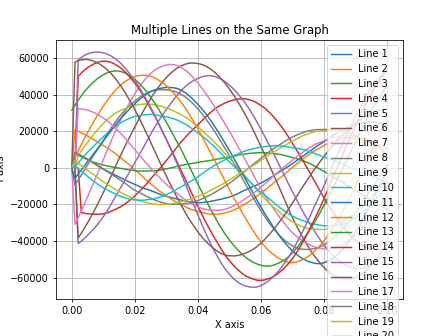 Multiple Lines on the Same Graph
60000
40000
20000
0
-20000
-40000
-60000
0.00 0.02 0.04 0.06 0.08
X axis
axis
Line 1
Line 2
Line 3
Line 4
Line 5
Line 6
Line 7
Line 8
Line 9
Line 10
Line 11
Line 12
Line 13
Line 14
Line 15
Line 16
Line 17
Line 18
Line 19
Line 20